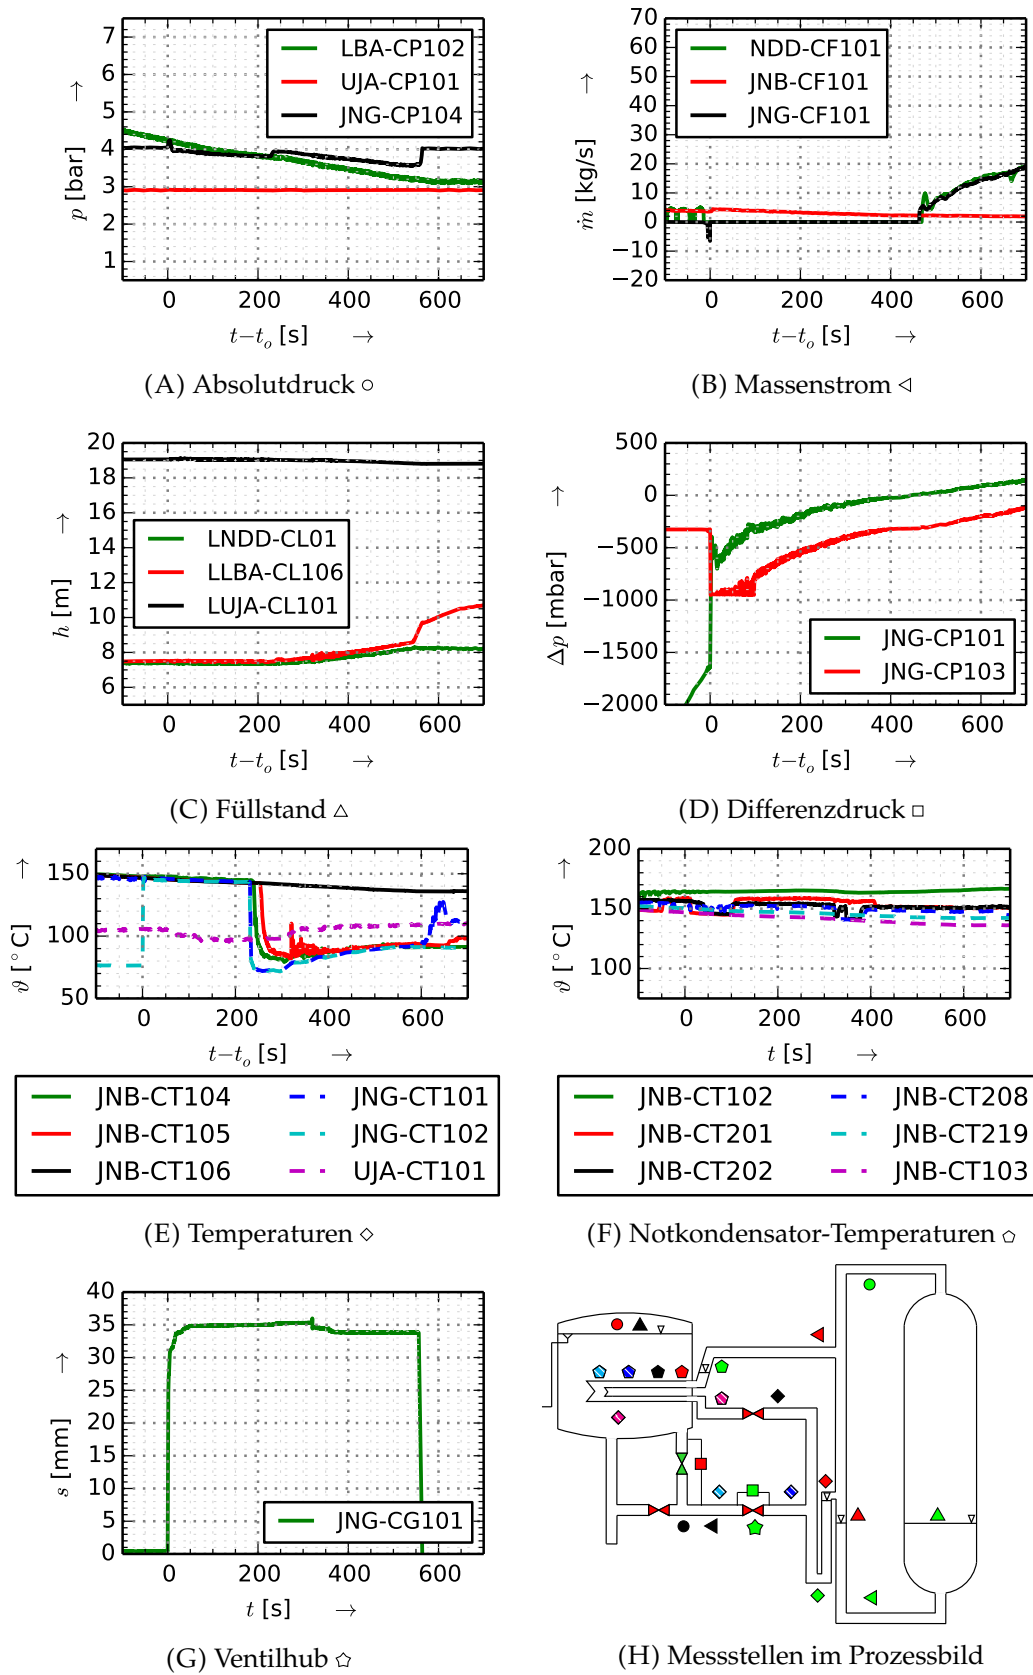 7
6
5
4
3
2
1
p [bar] →
LBA-CP102
UJA-CP101
JNG-CP104
0 200 400 600
t−t_o [s] →
(A) Absolutdruck ○
70
60
50
40
30
20
10
0
−10
−20
ṁ [kg/s] →
NDD-CF101
JNB-CF101
JNG-CF101
0 200 400 600
t−t_o [s] →
(B) Massenstrom ◁
20
18
16
14
12
10
8
6
h [m] →
LNDD-CL01
LLBA-CL106
LUJA-CL101
0 200 400 600
t−t_o [s] →
(C) Füllstand △
500
0
−500
−1000
−1500
−2000
Δp [mbar] →
JNG-CP101
JNG-CP103
0 200 400 600
t−t_o [s] →
(D) Differenzdruck □
150
100
50
ϑ [°C] →
0 200 400 600
t−t_o [s] →
JNB-CT104 JNG-CT101
JNB-CT105 JNG-CT102
JNB-CT106 UJA-CT101
(E) Temperaturen ◇
200
150
100
ϑ [°C] →
0 200 400 600
t [s] →
JNB-CT102 JNB-CT208
JNB-CT201 JNB-CT219
JNB-CT202 JNB-CT103
(F) Notkondensator-Temperaturen ⬠
40
35
30
25
20
15
10
5
0
s [mm] →
JNG-CG101
0 200 400 600
t [s] →
(G) Ventilhub ☆
(H) Messstellen im Prozessbild